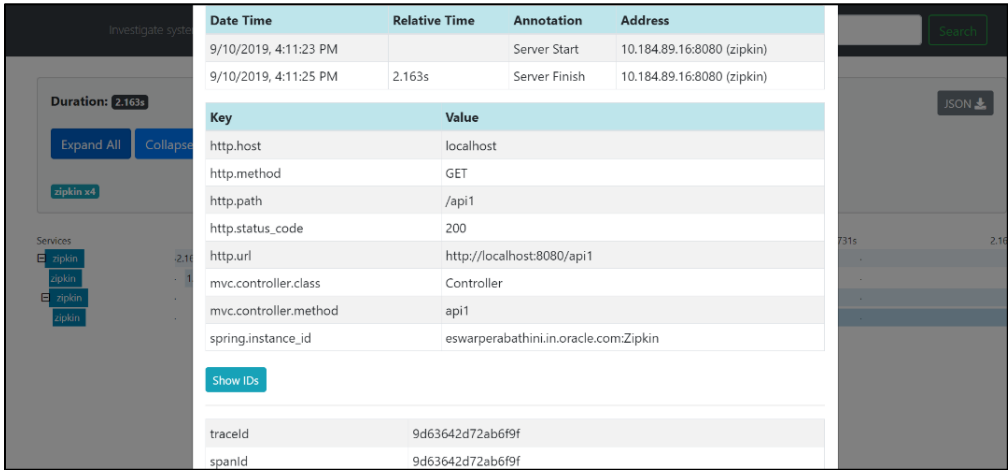 Investigate syste
Search
Date Time Relative Time Annotation Address
9/10/2019, 4:11:23 PM Server Start 10.184.89.16:8080 (zipkin)
9/10/2019, 4:11:25 PM 2.163s Server Finish 10.184.89.16:8080 (zipkin)
Duration: 2.163s
JSON
Expand All Collapse
zipkin x4
Key Value
http.host localhost
http.method GET
http.path /api1
http.status_code 200
http.url http://localhost:8080/api1
mvc.controller.class Controller
mvc.controller.method api1
spring.instance_id eswarperabathini.in.oracle.com:Zipkin
Services 731s 2.16
zipkin 2.16
zipkin 1
zipkin
zipkin
Show IDs
traceId 9d63642d72ab6f9f
spanId 9d63642d72ab6f9f